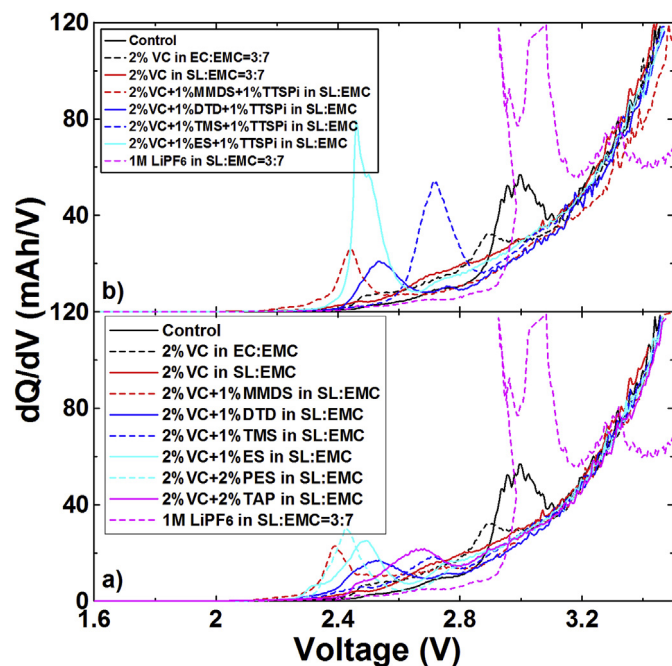 120
Control
2% VC in EC:EMC=3:7
2%VC in SL:EMC=3:7
2%VC+1%MMDS+1%TTSPi in SL:EMC
2%VC+1%DTD+1%TTSPi in SL:EMC
2%VC+1%TMS+1%TTSPi in SL:EMC
2%VC+1%ES+1%TTSPi in SL:EMC
1M LiPF6 in SL:EMC=3:7
80
40
b)
120
Control
2%VC in EC:EMC
2%VC in SL:EMC
2%VC+1%MMDS in SL:EMC
2%VC+1%DTD in SL:EMC
2%VC+1%TMS in SL:EMC
2%VC+1%ES in SL:EMC
2%VC+2%PES in SL:EMC
2%VC+2%TAP in SL:EMC
1M LiPF6 in SL:EMC=3:7
80
40
a)
0
1.6 2 2.4 2.8 3.2
Voltage (V)
dQ/dV (mAh/V)